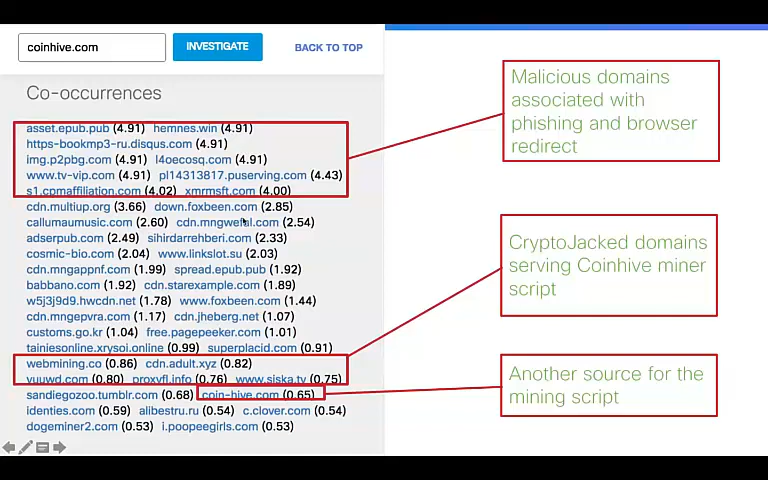 coinhive.com INVESTIGATE BACK TO TOP
Co-occurrences
asset.epub.pub (4.91) hemnes.win (4.91)
https-bookmp3-ru.disqus.com (4.91)
img.p2pbg.com (4.91) l4oecosq.com (4.91)
www.tv-vip.com (4.91) pl14313817.puserving.com (4.43)
s1.cpmaffiliation.com (4.02) xmrmsft.com (4.00)
cdn.multiup.org (3.66) down.foxbeen.com (2.85)
callumaumusic.com (2.60) (2.54)
adserpub.com (2.49) sihirdarrehberi.com (2.33)
cosmic-bio.com (2.04) www.linkslot.su (2.03)
cdn.mngappnf.com (1.99) spread.epub.pub (1.92)
babbano.com (1.92) cdn.starexample.com (1.89)
w5j3j9d9.hwcdn.net (1.78) www.foxbeen.com (1.44)
cdn.mngepvra.com (1.17) cdn.jheberg.net (1.07)
customs.go.kr (1.04) free.pagepeeker.com (1.01)
tainiesonline.xrysoi.online (0.99) superplacid.com (0.91)
webmining.co (0.86) cdn.adult.xyz (0.82)
(0.80) proxyfl.info (0.76) www.siska.tv (0.75)
sandiegozoo.tumblr.com (0.68) coin-hive.com (0.65)
identies.com (0.59) alibestru.ru (0.54) c.clover.com (0.54)
dogeminer2.com (0.53) i.poopeegirls.com (0.53)
Malicious domains
associated with
phishing and browser
redirect
CryptoJacked domains
serving Coinhive miner
script
Another source for the
mining script